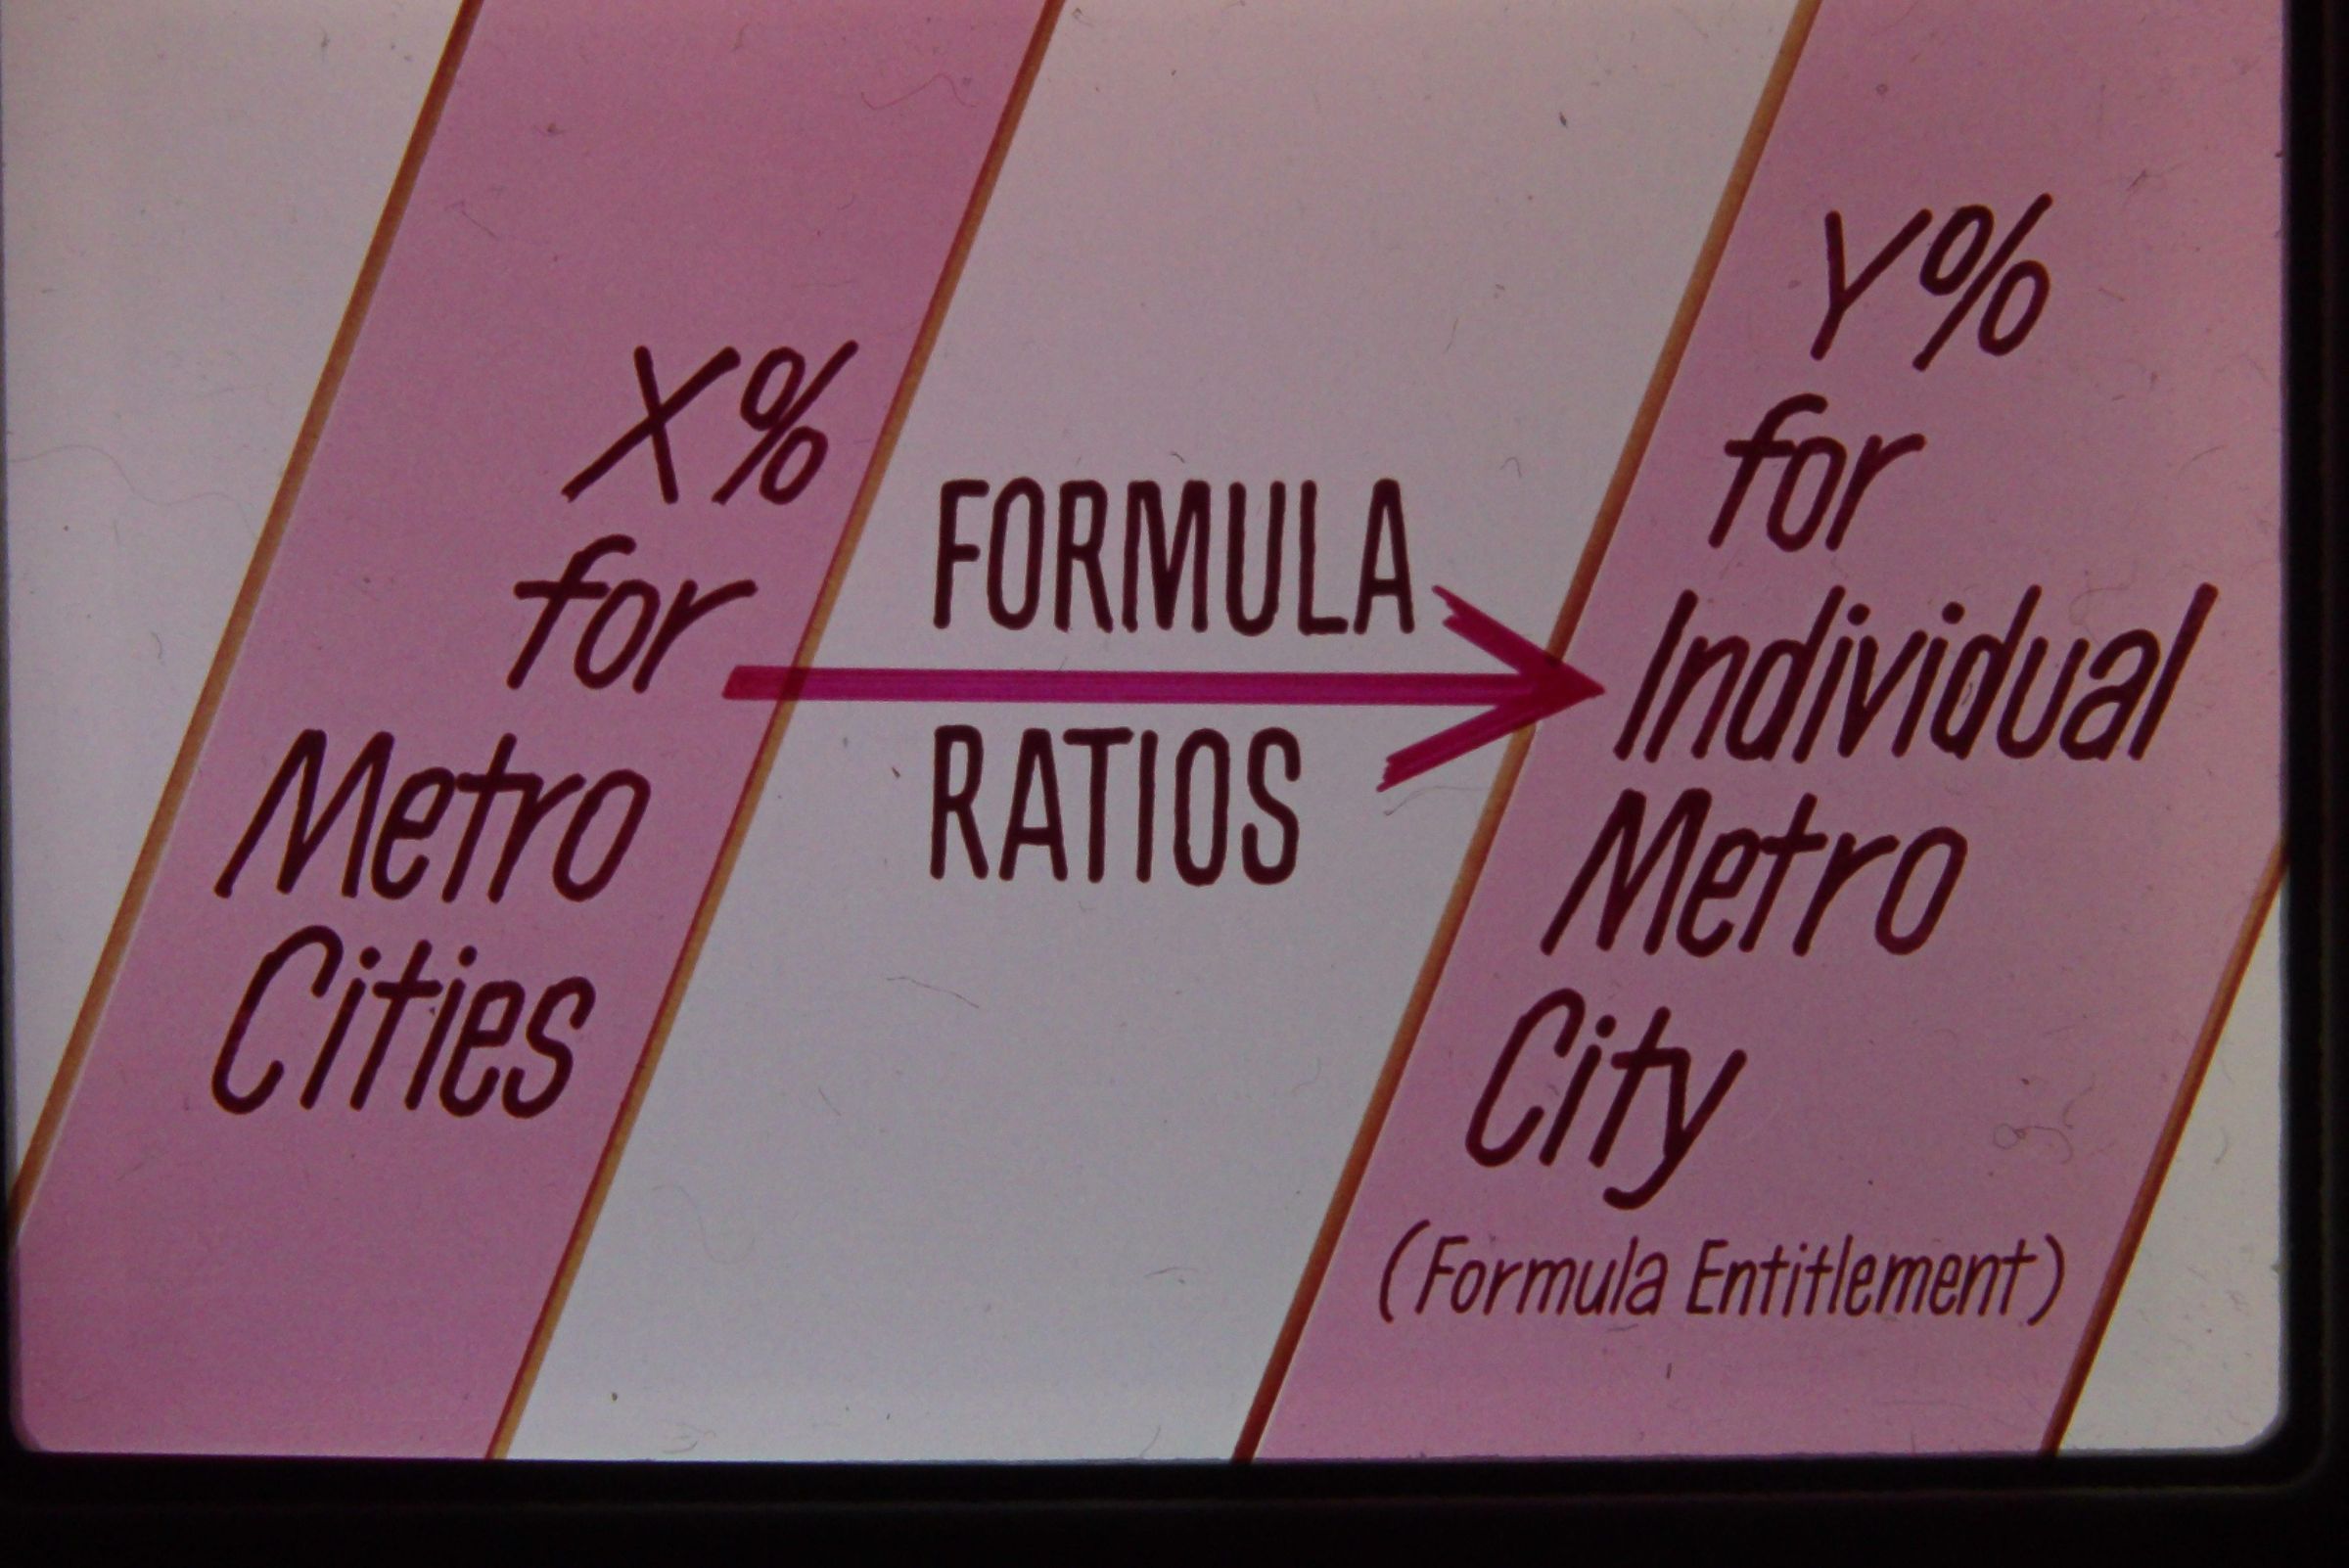 X%
for
Metro
Cities
FORMULA
RATIOS
Y%
for
Individual
Metro
City
(Formula Entitlement)